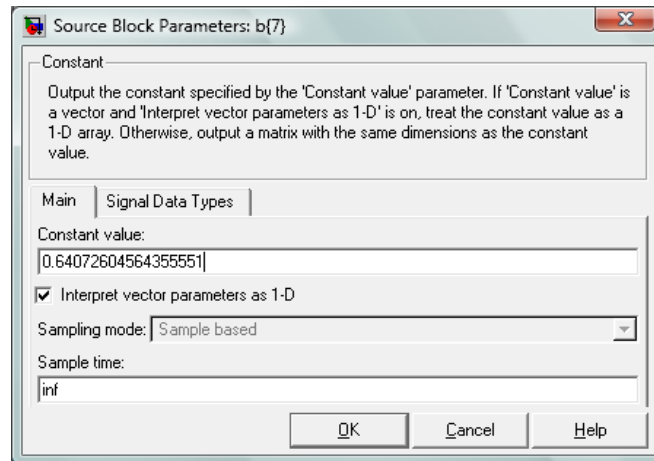 Source Block Parameters: b{7}
Constant
Output the constant specified by the 'Constant value' parameter. If 'Constant value' is
a vector and 'Interpret vector parameters as 1-D' is on, treat the constant value as a
1-D array. Otherwise, output a matrix with the same dimensions as the constant
value.
Main Signal Data Types
Constant value:
0.64072604564355551
Interpret vector parameters as 1-D
Sampling mode: Sample based
Sample time:
inf
OK Cancel Help